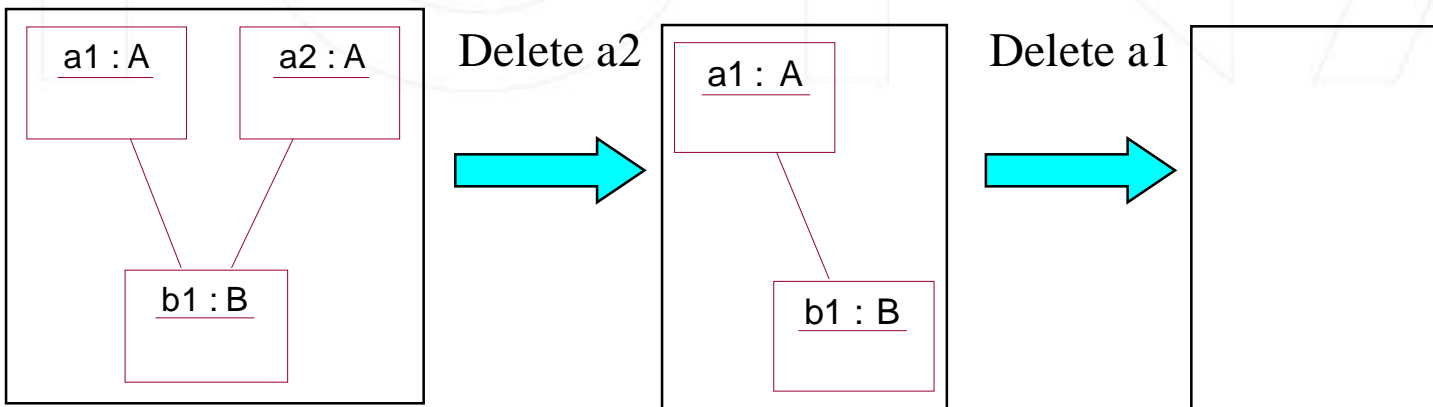 a1 : A
a2 : A
b1 : B
Delete a2
a1 : A
b1 : B
Delete a1